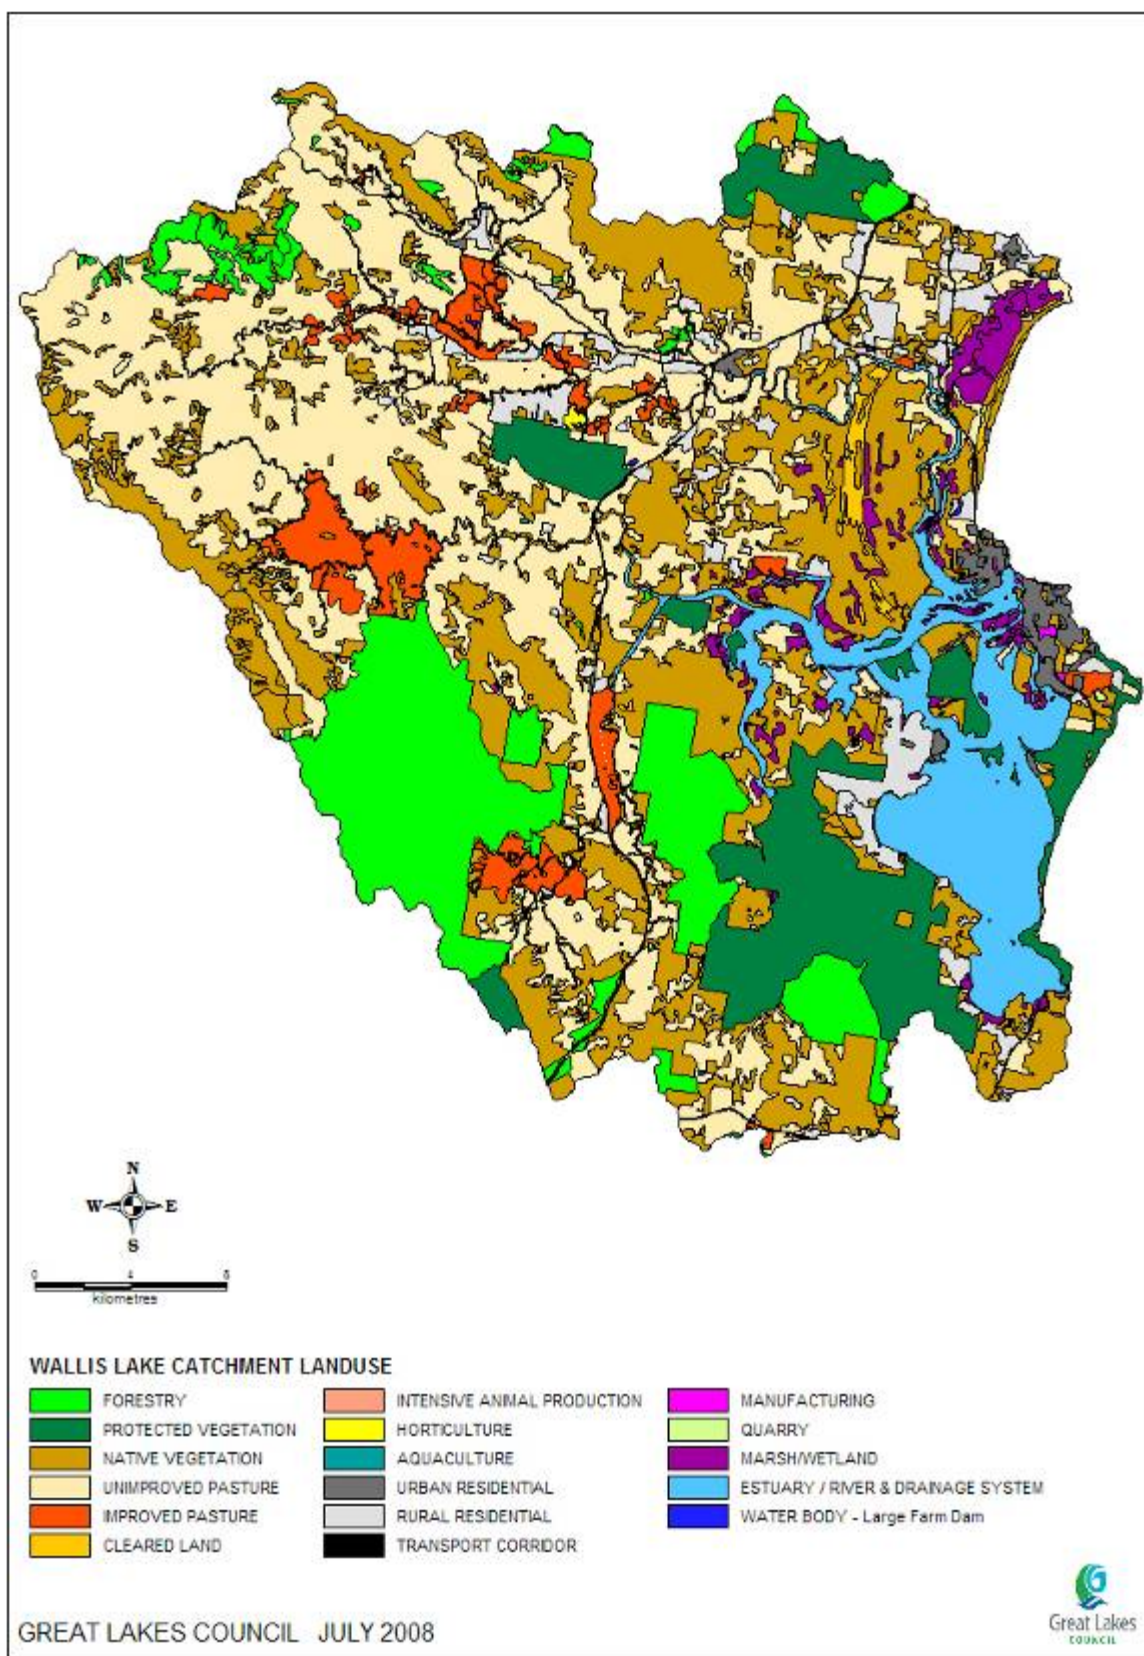 N
W E
S
0 4 8
kilometres
WALLIS LAKE CATCHMENT LANDUSE
FORESTRY INTENSIVE ANIMAL PRODUCTION MANUFACTURING
PROTECTED VEGETATION HORTICULTURE QUARRY
NATIVE VEGETATION AQUACULTURE MARSH/WETLAND
UNIMPROVED PASTURE URBAN RESIDENTIAL ESTUARY / RIVER & DRAINAGE SYSTEM
IMPROVED PASTURE RURAL RESIDENTIAL WATER BODY - Large Farm Dam
CLEARED LAND TRANSPORT CORRIDOR
Great Lakes
COUNCIL
GREAT LAKES COUNCIL JULY 2008